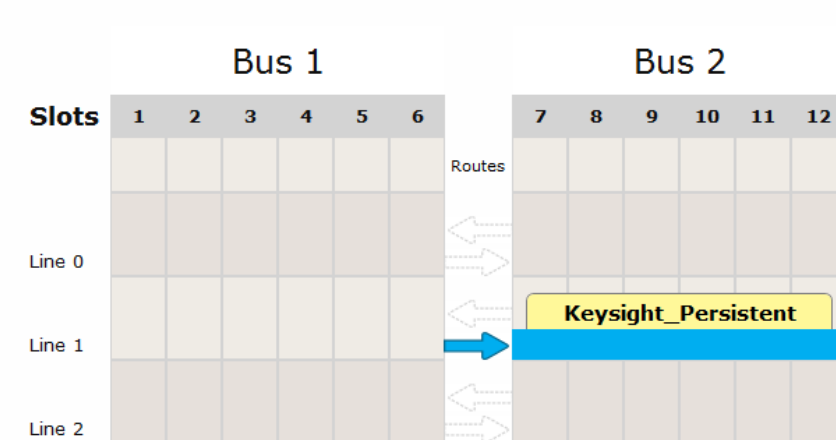 Bus 1 Bus 2
Slots 1 2 3 4 5 6 7 8 9 10 11 12
Routes
Line 0
Keysight_Persistent
Line 1
Line 2